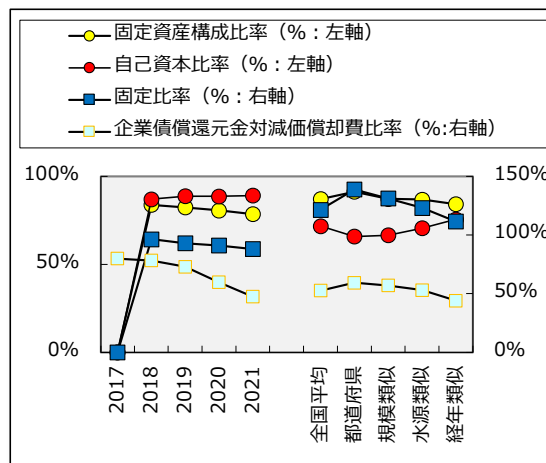 固定資産構成比率（%：左軸）
自己資本比率（%：左軸）
固定比率（%：右軸）
企業債償還元金対減価償却費比率（%:右軸）
100%
50%
0%
150%
100%
50%
0%
2017
2018
2019
2020
2021
全国平均
都道府県
規模類似
水源類似
経年類似